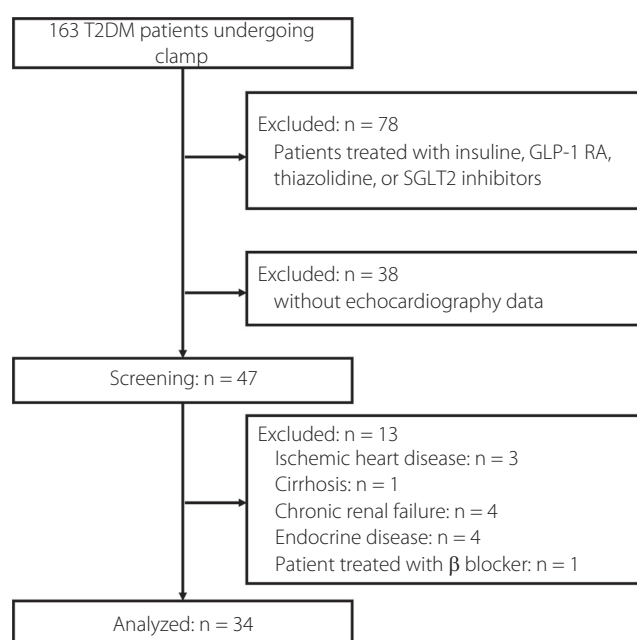 163 T2DM patients undergoing
clamp
Excluded: n = 78
Patients treated with insuline, GLP-1 RA,
thiazolidine, or SGLT2 inhibitors
Excluded: n = 38
without echocardiography data
Screening: n = 47
Excluded: n = 13
Ischemic heart disease: n = 3
Cirrhosis: n = 1
Chronic renal failure: n = 4
Endocrine disease: n = 4
Patient treated with β blocker: n = 1
Analyzed: n = 34